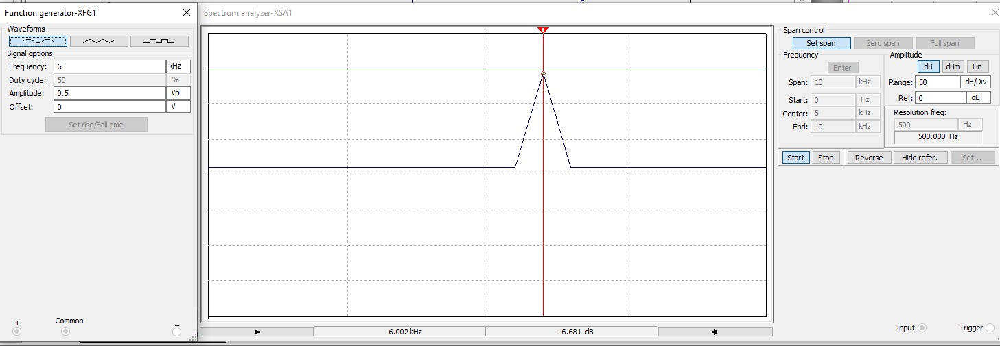 Function generator-XFG1
Waveforms
Signal options
Frequency: 6 kHz
Duty cycle: 50 %
Amplitude: 0.5 Vp
Offset: 0 V
Set rise/Fall time
+ Common −
Spectrum analyzer-XSA1
1
6.002 kHz -6.681 dB
Span control
Set span Zero span Full span
Frequency
Enter
Span: 10 kHz
Start: 0 Hz
Center: 5 kHz
End: 10 kHz
Amplitude
dB dBm Lin
Range: 50 dB/Div
Ref: 0 dB
Resolution freq:
500 Hz
500.000 Hz
Start Stop Reverse Hide refer. Set...
Input Trigger